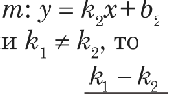 m: y = k₂x + b₂
и k₁ ≠ k₂, то
k₁ – k₂